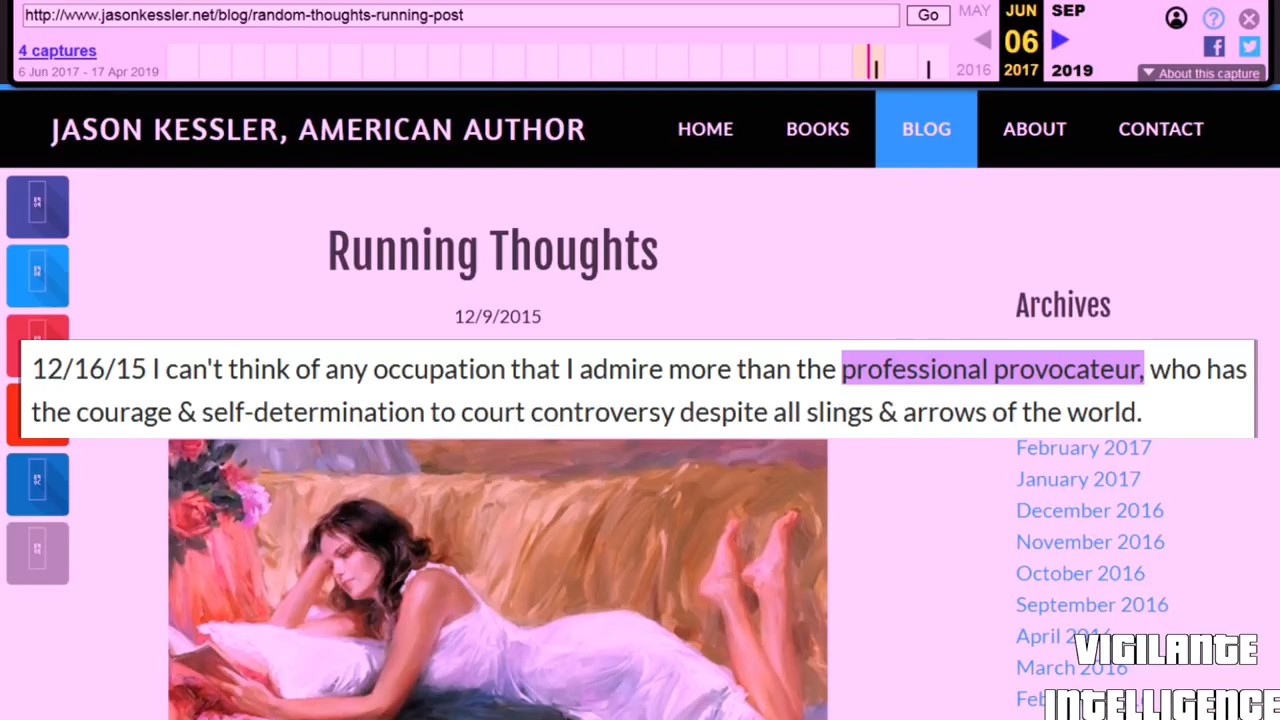 http://www.jasonkessler.net/blog/random-thoughts-running-post
Go
MAY
JUN
SEP
4 captures
6 Jun 2017 - 17 Apr 2019
06
2016
2017
2019
About this capture
JASON KESSLER, AMERICAN AUTHOR
HOME
BOOKS
BLOG
ABOUT
CONTACT
Running Thoughts
12/9/2015
Archives
12/16/15 I can't think of any occupation that I admire more than the professional provocateur, who has
the courage & self-determination to court controversy despite all slings & arrows of the world.
February 2017
January 2017
December 2016
November 2016
October 2016
September 2016
April 2016
March 2016
VIGILANTE
INTELLIGENCE